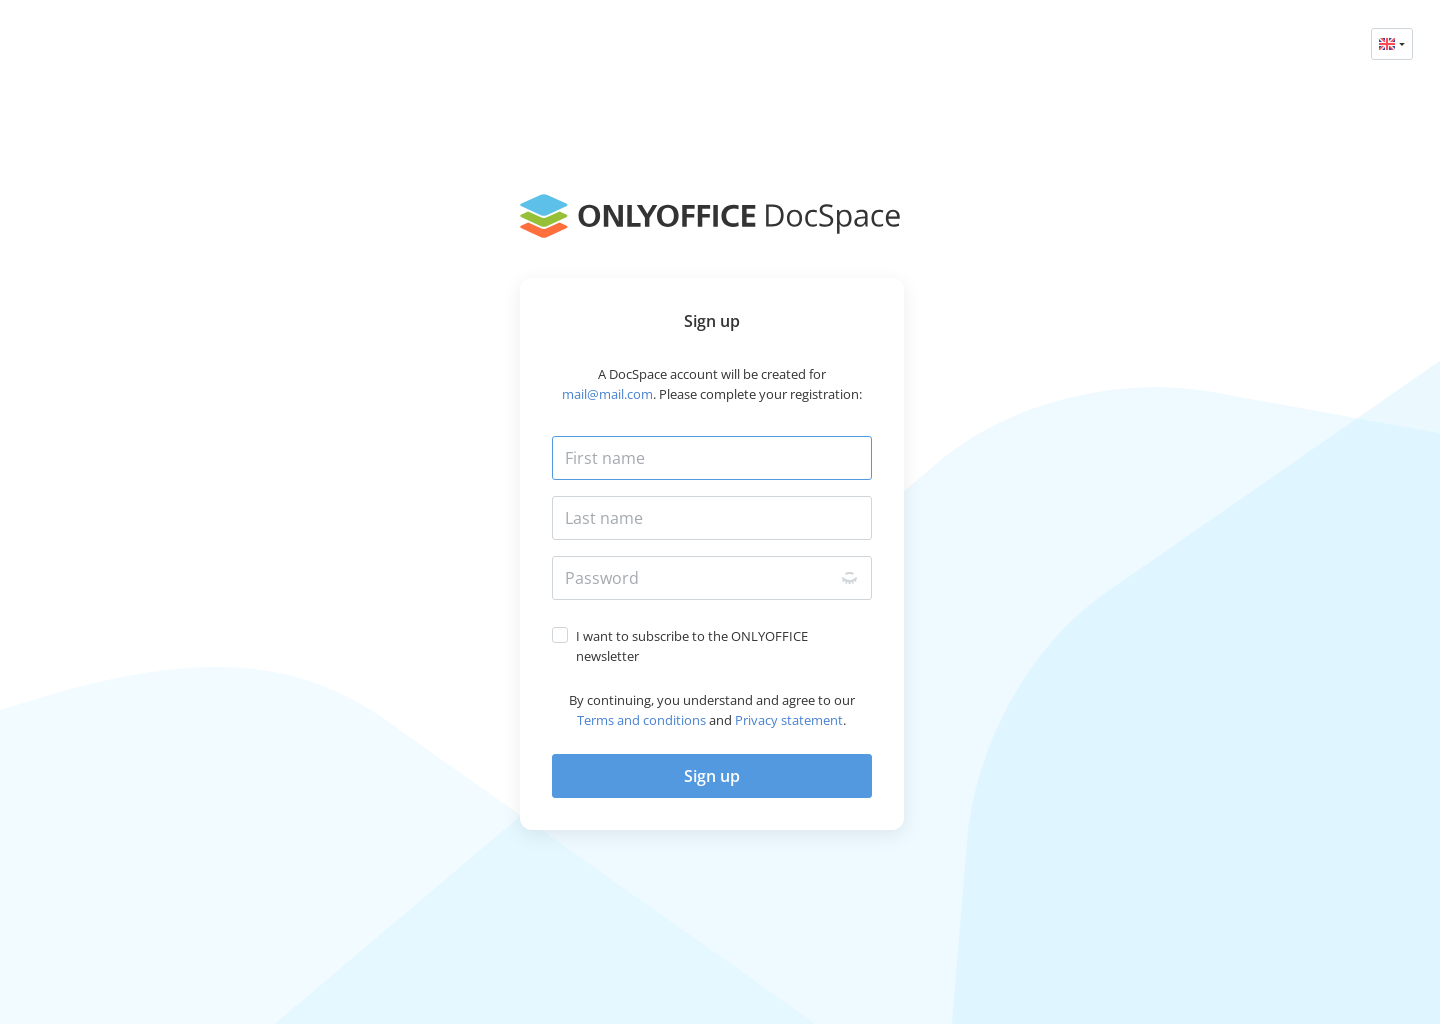 ONLYOFFICE DocSpace
Sign up
A DocSpace account will be created for
mail@mail.com. Please complete your registration:
First name
Last name
Password
I want to subscribe to the ONLYOFFICE
newsletter
By continuing, you understand and agree to our
Terms and conditions and Privacy statement.
Sign up